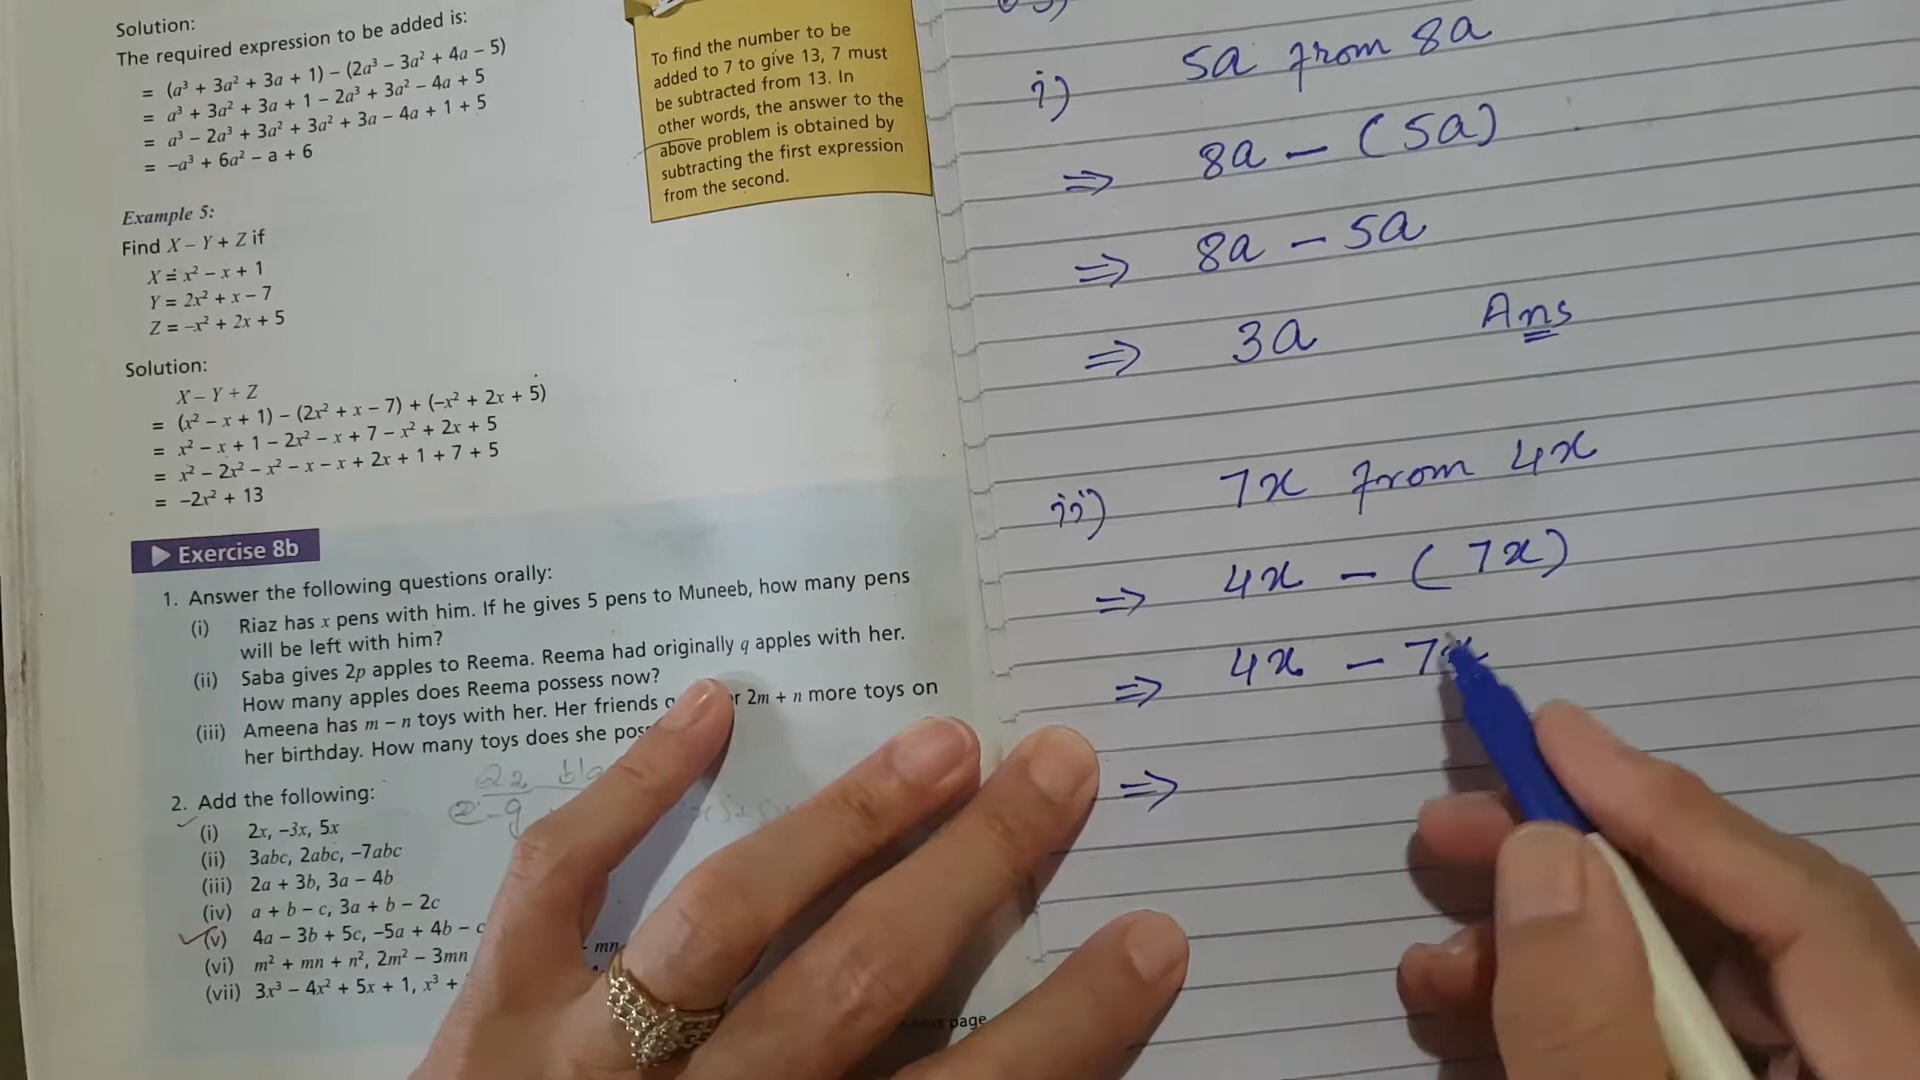 Solution:
The required expression to be added is:
= (a³ + 3a² + 3a + 1) – (2a³ – 3a² + 4a – 5)
= a³ + 3a² + 3a + 1 – 2a³ + 3a² – 4a + 5
= a³ – 2a³ + 3a² + 3a² + 3a – 4a + 1 + 5
= –a³ + 6a² – a + 6
To find the number to be
added to 7 to give 13, 7 must
be subtracted from 13. In
other words, the answer to the
above problem is obtained by
subtracting the first expression
from the second.
Example 5:
Find X – Y + Z if
X = x² – x + 1
Y = 2x² + x – 7
Z = –x² + 2x + 5
Solution:
X – Y + Z
= (x² – x + 1) – (2x² + x – 7) + (–x² + 2x + 5)
= x² – x + 1 – 2x² – x + 7 – x² + 2x + 5
= x² – 2x² – x² – x – x + 2x + 1 + 7 + 5
= –2x² + 13
Exercise 8b
1. Answer the following questions orally:
(i) Riaz has x pens with him. If he gives 5 pens to Muneeb, how many pens
will be left with him?
(ii) Saba gives 2p apples to Reema. Reema had originally q apples with her.
How many apples does Reema possess now?
(iii) Ameena has m – n toys with her. Her friends 2m + n more toys on
her birthday. How many toys does she
2. Add the following:
(i) 2x, –3x, 5x
(ii) 3abc, 2abc, –7abc
(iii) 2a + 3b, 3a – 4b
(iv) a + b – c, 3a + b – 2c
(v) 4a – 3b + 5c, –5a + 4b – c
(vi) m² + mn + n², 2m² – 3mn – mn
(vii) 3x³ – 4x² + 5x + 1, x³ +
page
i) 5a from 8a
⇒ 8a – (5a)
⇒ 8a – 5a
⇒ 3a Ans
ii) 7x from 4x
⇒ 4x – (7x)
⇒ 4x – 7x
⇒